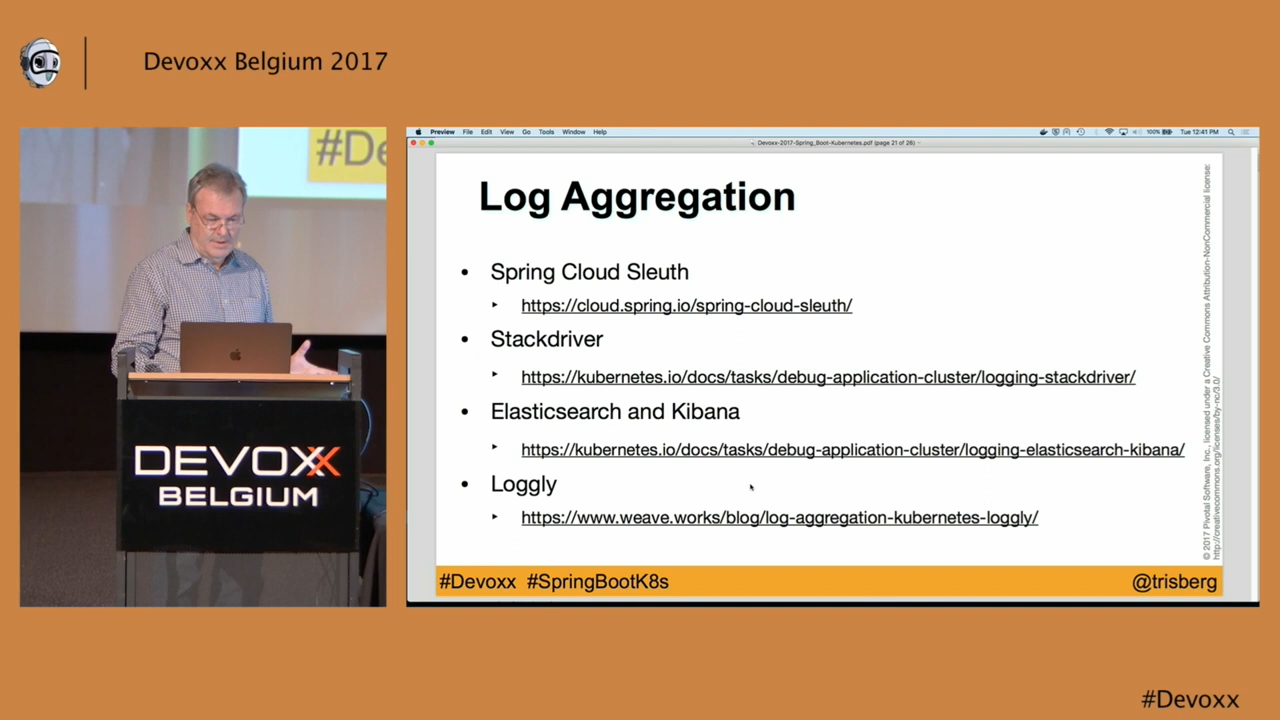 Devoxx Belgium 2017
#De
DEVOXX
BELGIUM
Preview File Edit View Go Tools Window Help
100% Tue 12:41 PM
Devoxx-2017-Spring_Boot-Kubernetes.pdf (page 21 of 26)
Log Aggregation
• Spring Cloud Sleuth
‣ https://cloud.spring.io/spring-cloud-sleuth/
• Stackdriver
‣ https://kubernetes.io/docs/tasks/debug-application-cluster/logging-stackdriver/
• Elasticsearch and Kibana
‣ https://kubernetes.io/docs/tasks/debug-application-cluster/logging-elasticsearch-kibana/
• Loggly
‣ https://www.weave.works/blog/log-aggregation-kubernetes-loggly/
© 2017 Pivotal Software, Inc., licensed under a Creative Commons Attribution-NonCommercial license:
http://creativecommons.org/licenses/by-nc/3.0/
#Devoxx #SpringBootK8s
@trisberg
#Devoxx